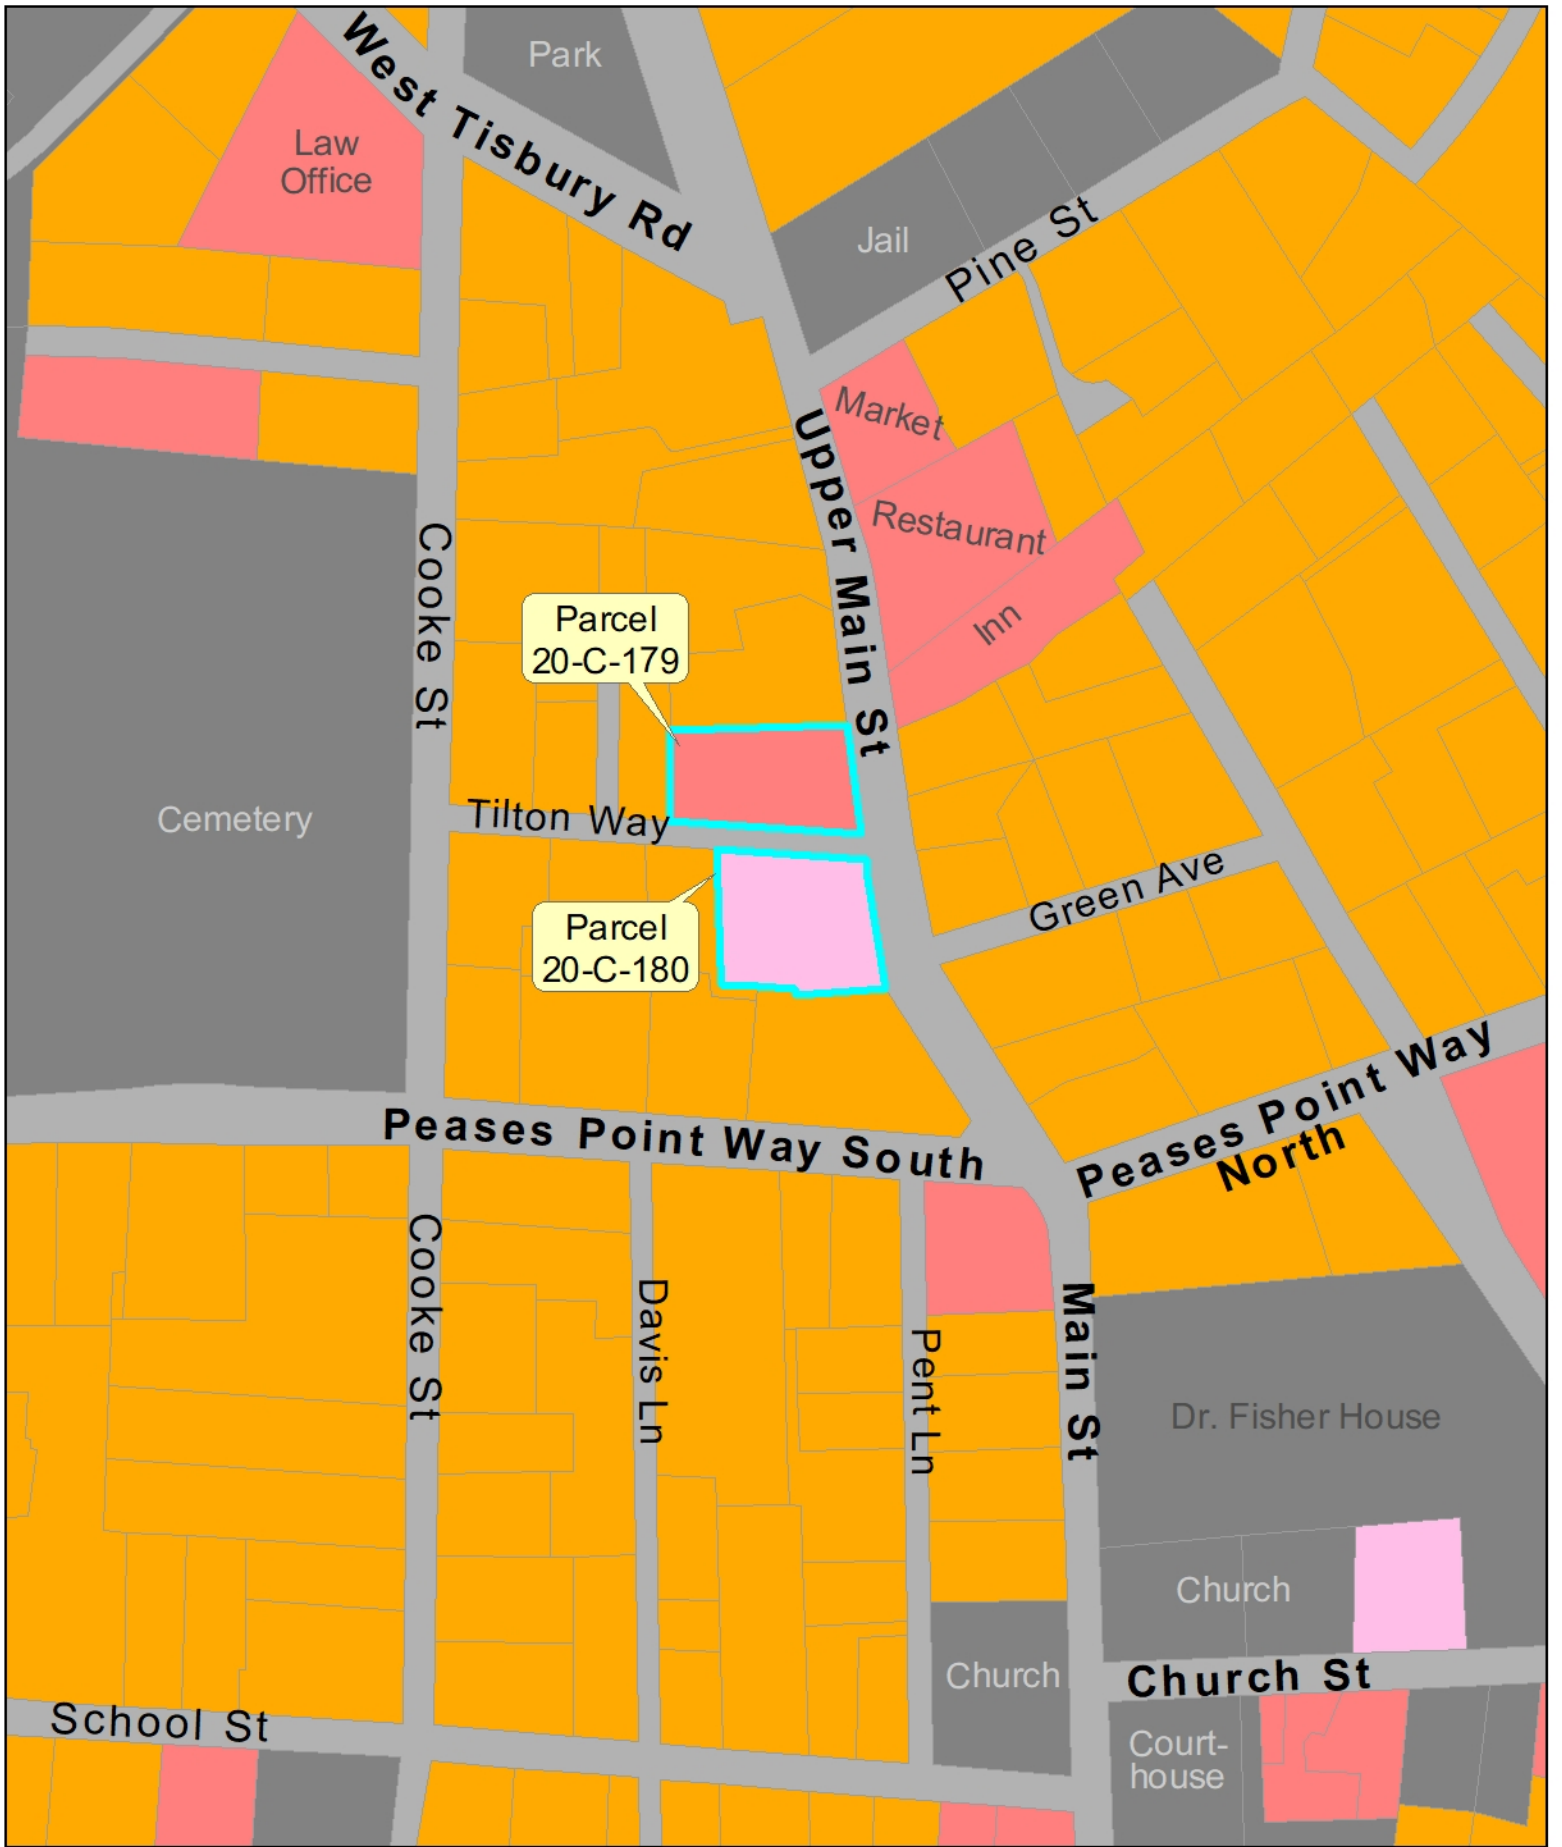 West Tisbury Rd
Park
Law
Office
Jail
Pine St
Market
Upper Main St
Restaurant
Inn
Cooke St
Parcel
20-C-179
Cemetery
Tilton Way
Green Ave
Parcel
20-C-180
Peases Point Way South
Peases Point Way
North
Cooke St
Davis Ln
Pent Ln
Main St
Dr. Fisher House
Church
Church
Church St
School St
Court-
house